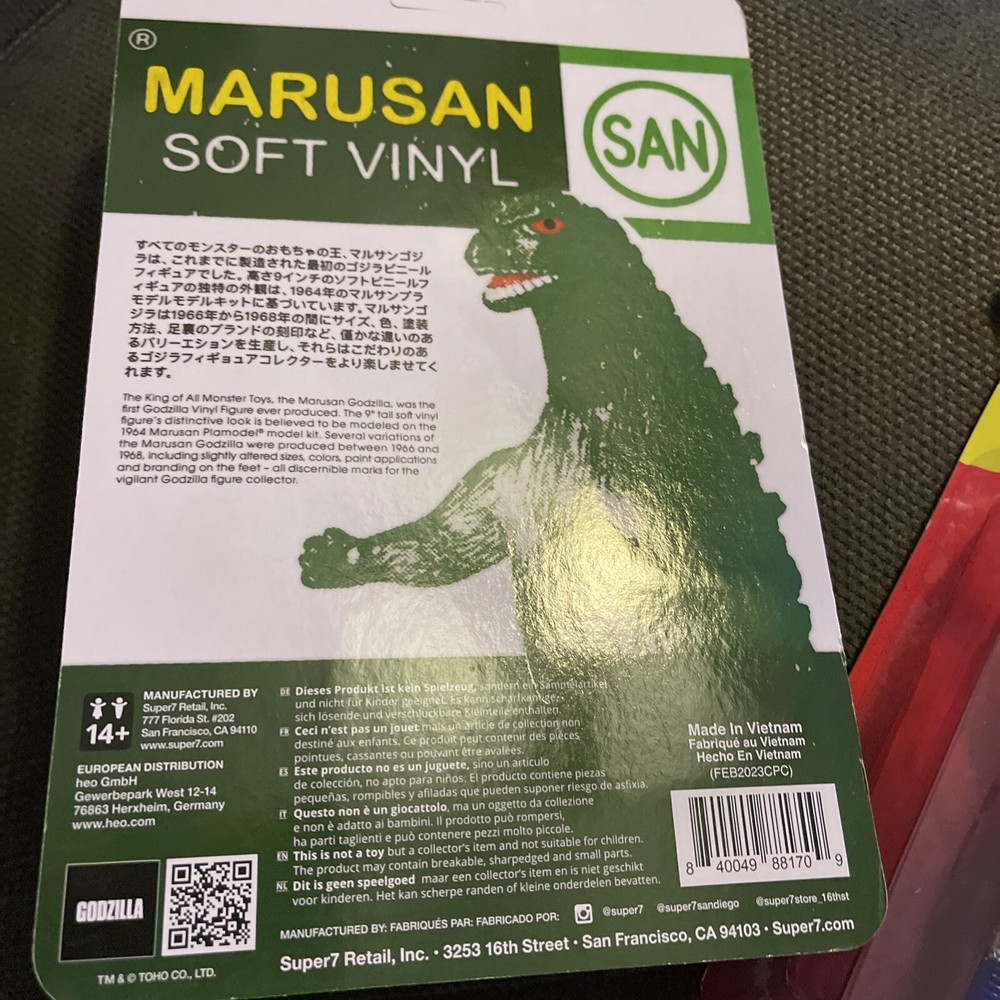 ®
MARUSAN
SOFT VINYL
SAN
すべてのモンスターのおもちゃの王、マルサンゴジ
ラは、これまでに製造された最初のゴジラビニール
フィギュアでした。高さ9インチのソフトビニールフ
ィギュアの独特の外観は、1964年のマルサンプラ
モデルモデルキットに基づいています。マルサンゴ
ジラは1966年から1968年の間にサイズ、色、塗装
方法、足裏のブランドの刻印など、僅かな違いのあ
るバリーエションを生産し、それらはこだわりのあ
るゴジラフィギョュアコレクターをより楽しませてく
れます。
The King of All Monster Toys, the Marusan Godzilla, was the
first Godzilla Vinyl Figure ever produced. The 9" tall soft vinyl
figure's distinctive look is believed to be modeled on the
1964 Marusan Plamodel® model kit. Several variations of
the Marusan Godzilla were produced between 1966 and
1968, including slightly altered sizes, colors, paint applications
and branding on the feet – all discernible marks for the
vigilant Godzilla figure collector.
14+
MANUFACTURED BY
Super7 Retail, Inc.
777 Florida St. #202
San Francisco, CA 94110
www.super7.com
EUROPEAN DISTRIBUTION
heo GmbH
Gewerbepark West 12-14
76863 Herxheim, Germany
www.heo.com
GODZILLA
TM & © TOHO CO., LTD.
DE Dieses Produkt ist kein Spielzeug, sondern ein Sammelartikel
und nicht für Kinder geeignet. Es kann scharfkantige,
sich lösende und verschluckbare Kleinteile enthalten.
FR Ceci n'est pas un jouet mais un article de collection non
destiné aux enfants. Ce produit peut contenir des pièces
pointues, cassantes ou pouvant être avalées.
ES Este producto no es un juguete, sino un artículo
de colección, no apto para niños. El producto contiene piezas
pequeñas, rompibles y afiladas que pueden suponer riesgo de asfixia.
IT Questo non è un giocattolo, ma un oggetto da collezione
e non è adatto ai bambini. Il prodotto può rompersi,
ha parti taglienti e può contenere pezzi molto piccole.
EN This is not a toy but a collector's item and not suitable for children.
The product may contain breakable, sharpedged and small parts.
NL Dit is geen speelgoed maar een collector's item en is niet geschikt
voor kinderen. Het kan scherpe randen of kleine onderdelen bevatten.
Made In Vietnam
Fabriqué au Vietnam
Hecho En Vietnam
(FEB2023CPC)
8 40049 88170 9
MANUFACTURED BY: FABRIQUÉS PAR: FABRICADO POR: @super7 @super7sandiego @super7store_16thst
Super7 Retail, Inc. • 3253 16th Street • San Francisco, CA 94103 • Super7.com